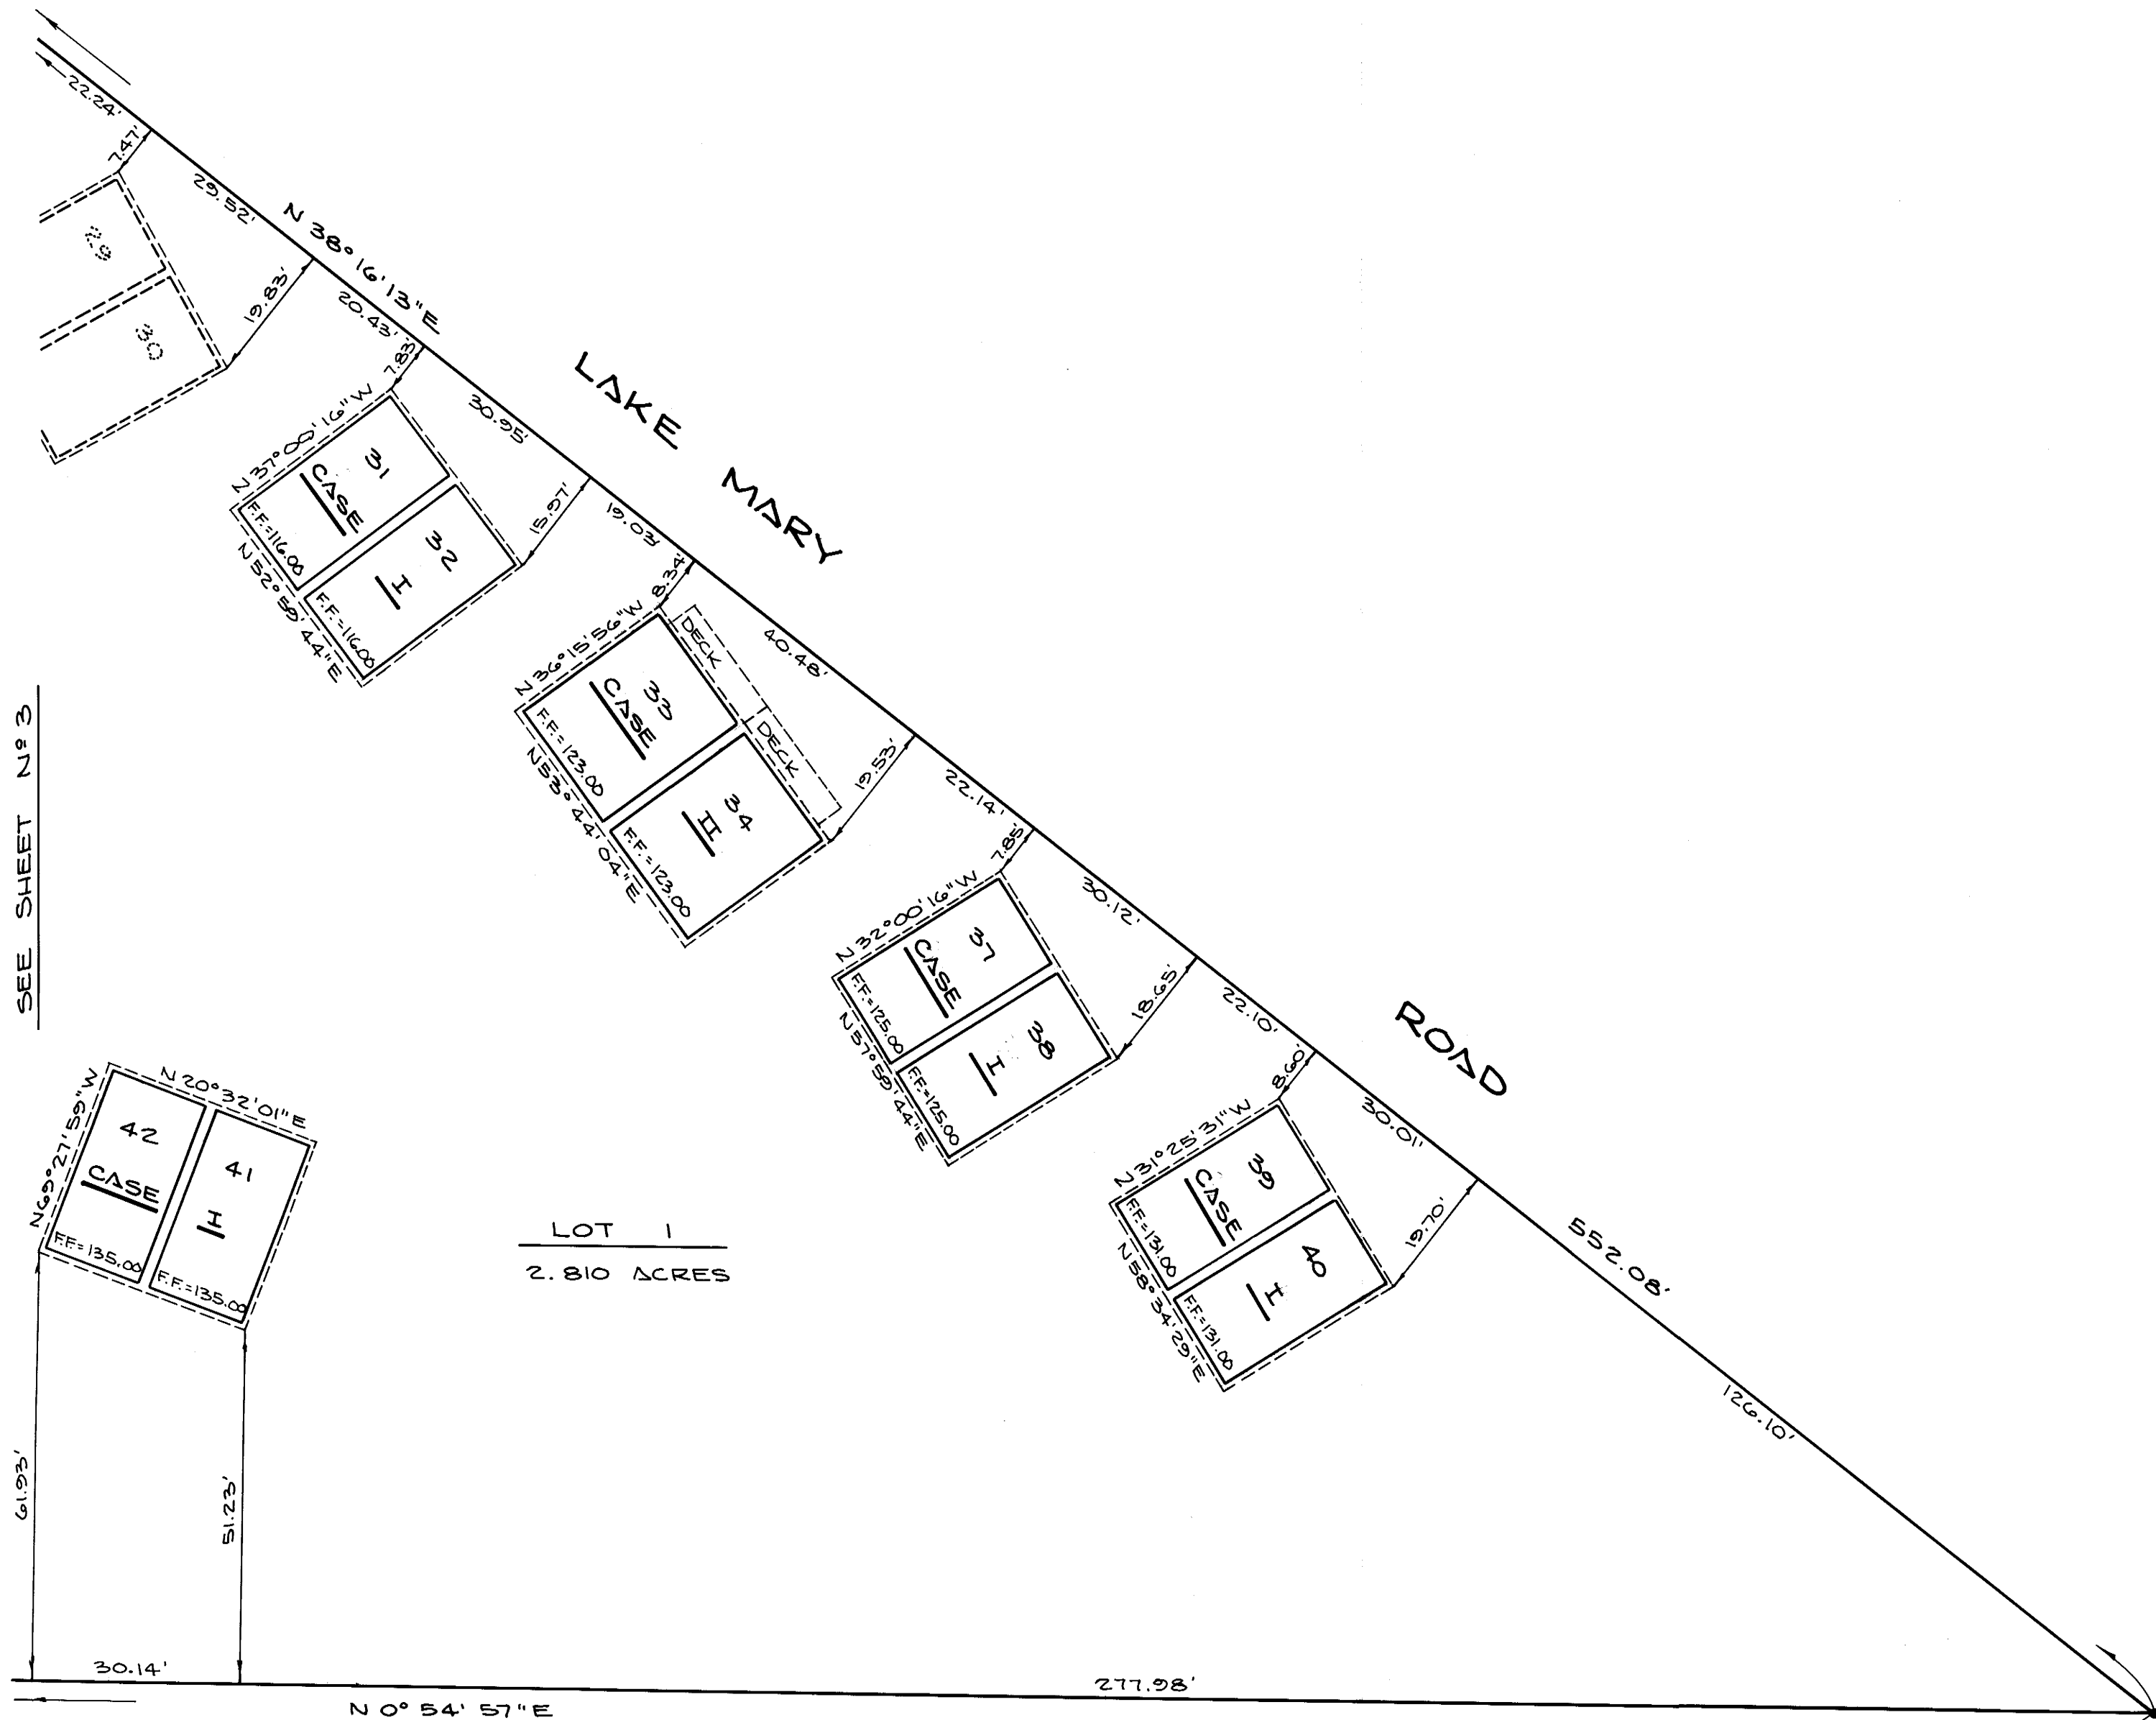 22.24'
7.47'
29.52'
N 38° 16' 13" E
29
30
19.83'
20.43'
7.83'
30.95'
LAKE MARY ROAD
N 37° 00' 16" W
31
CASE
F.F.=116.00
32
I
F.F.=116.00
N 52° 59' 44" E
15.97'
19.03'
8.34'
40.48'
N 36° 15' 56" W
DECK
33
CASE
F.F.=123.00
DECK
34
II
F.F.=123.00
N 53° 44' 04" E
19.53'
22.14'
7.85'
30.12'
N 32° 00' 16" W
37
CASE
F.F.=125.00
38
I
F.F.=125.00
N 57° 59' 44" E
18.65'
22.10'
8.60'
30.01'
N 31° 25' 31" W
39
CASE
F.F.=131.00
40
I
F.F.=131.00
N 58° 34' 29" E
19.70'
552.08'
126.10'
SEE SHEET Nº 3
N 69° 27' 59" W
N 20° 32' 01" E
42
CASE
F.F.=135.00
41
I
F.F.=135.00
LOT 1
2.810 ACRES
61.93'
51.23'
30.14'
277.98'
N 0° 54' 57" E